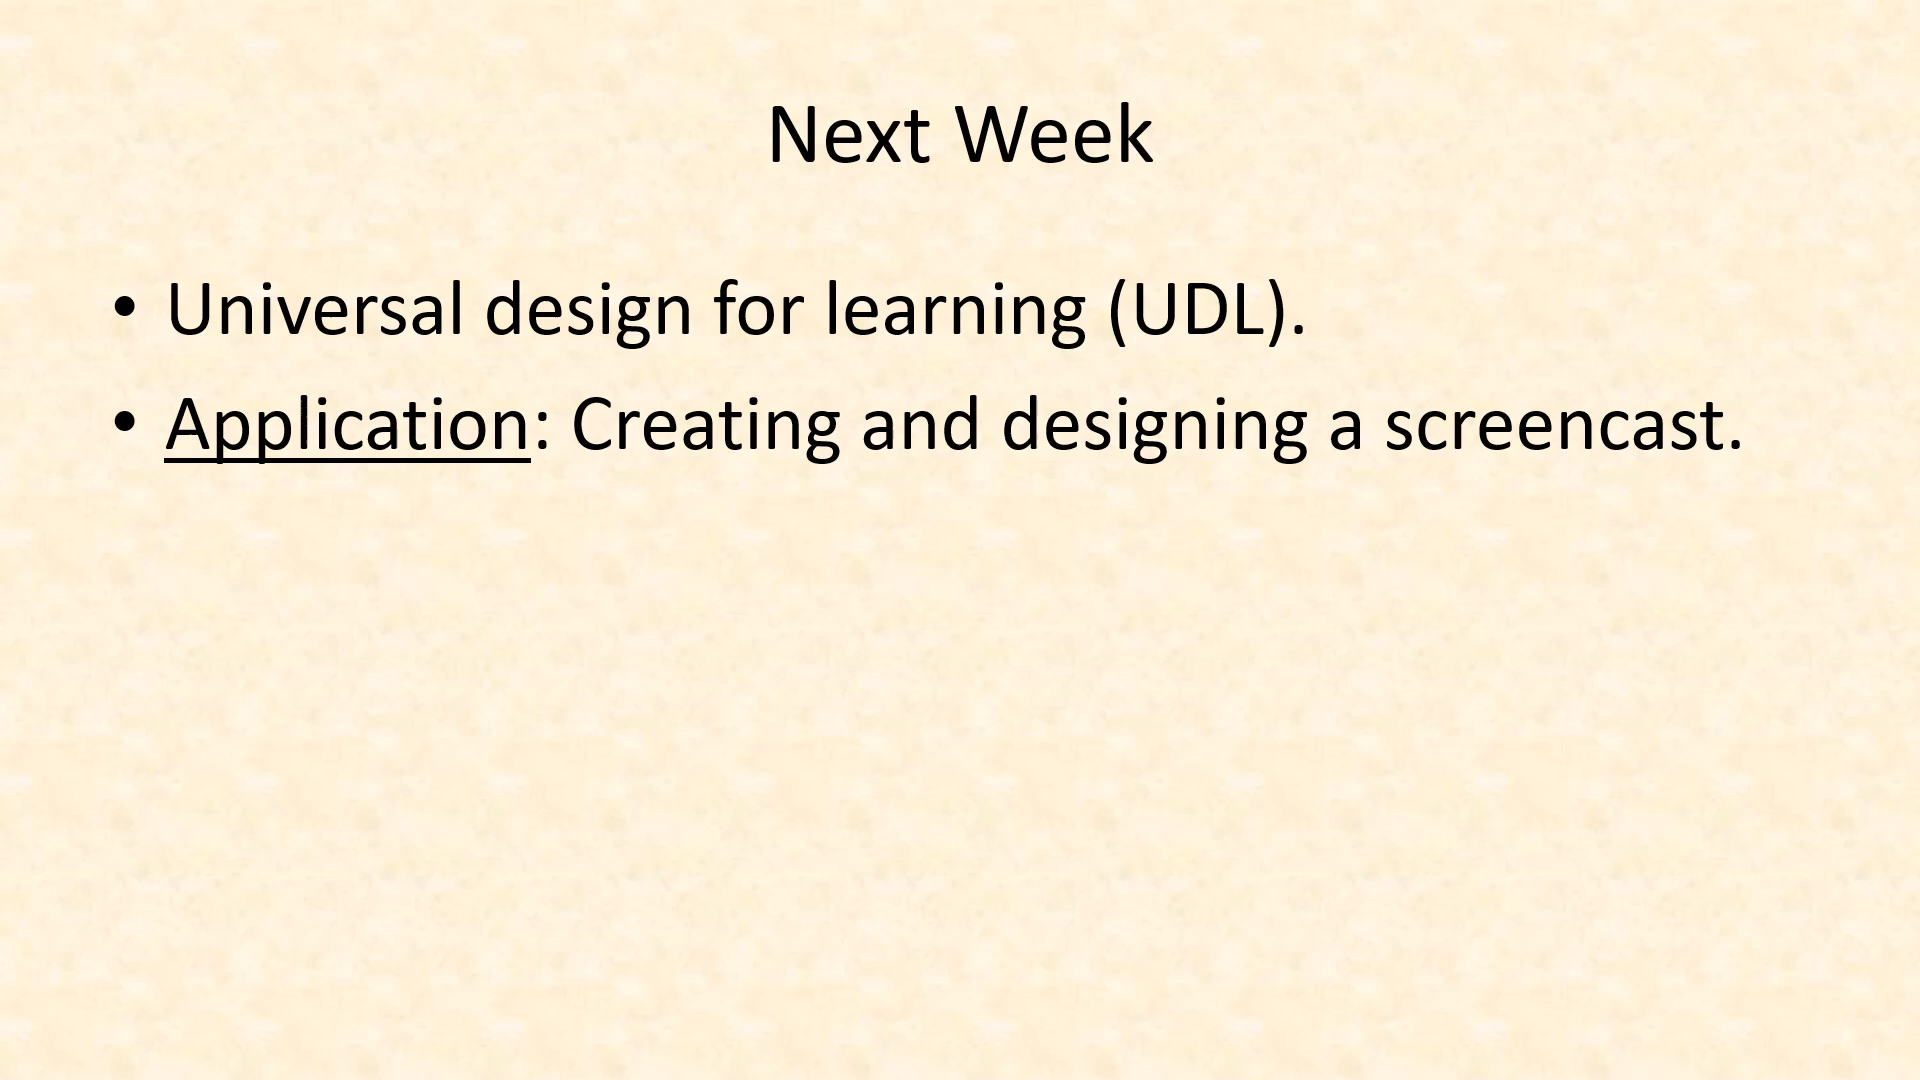 Next Week
• Universal design for learning (UDL).
• Application: Creating and designing a screencast.